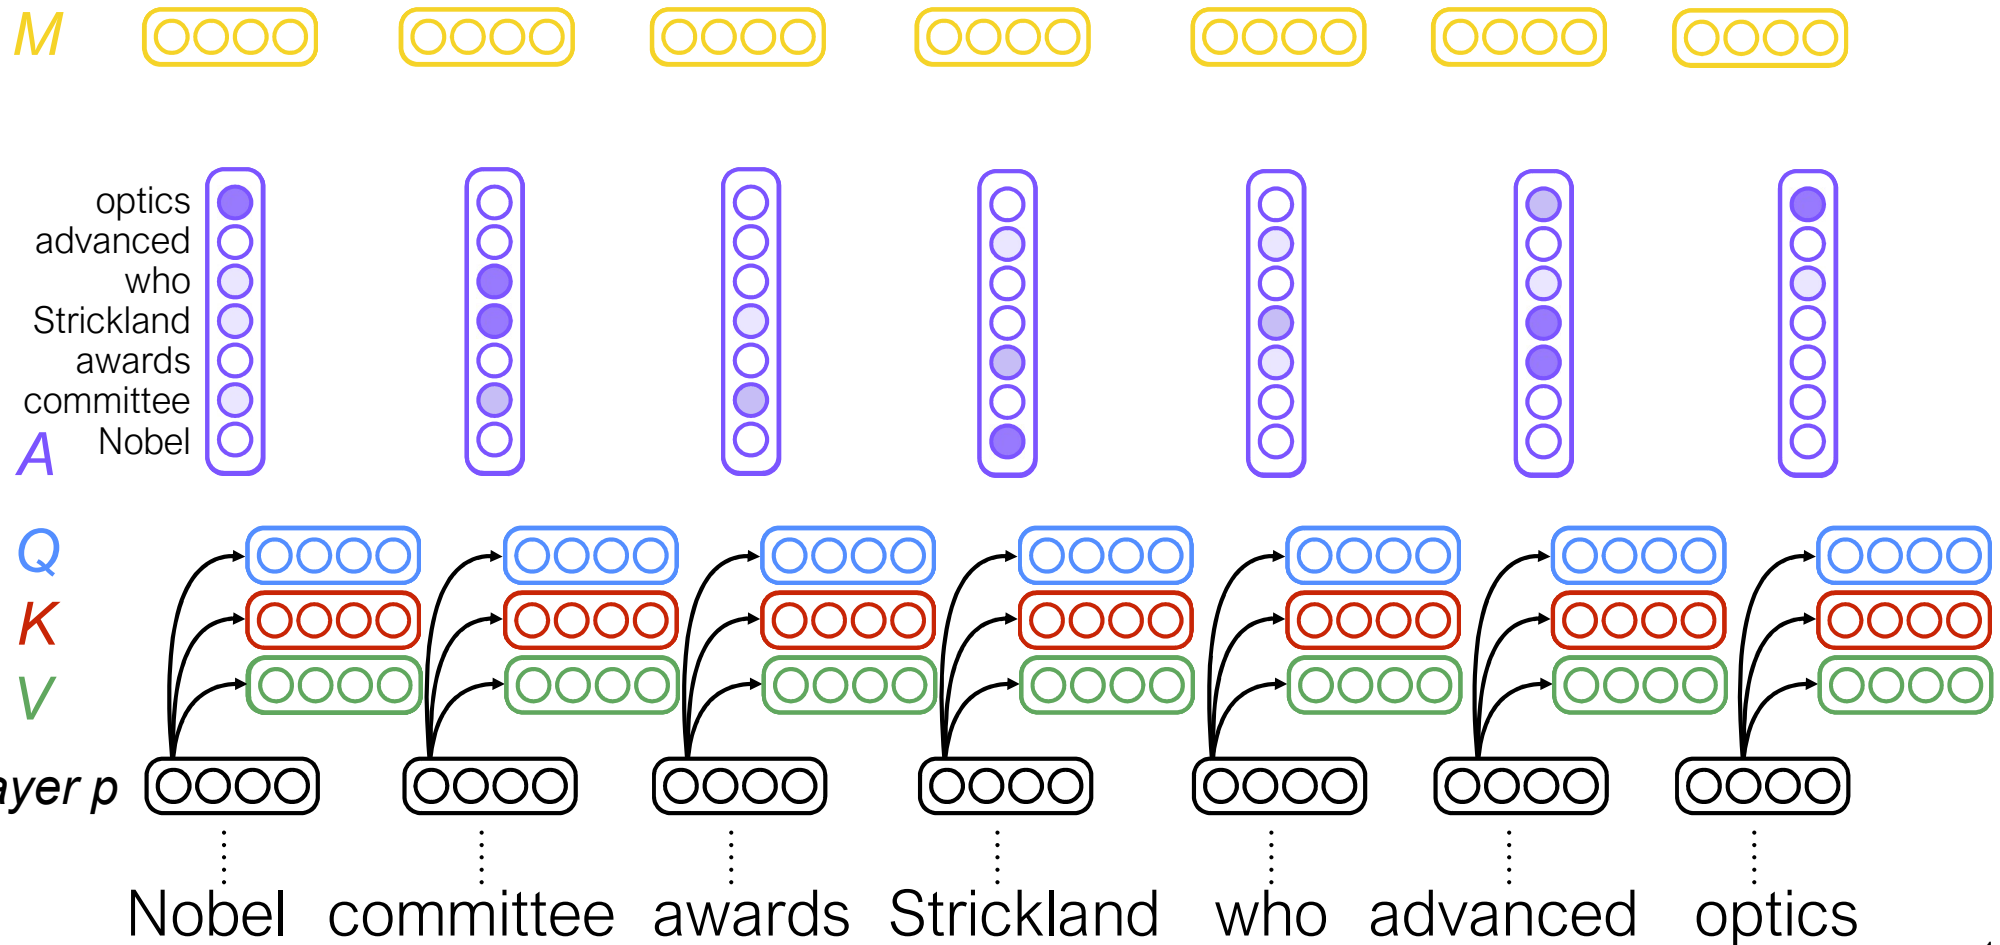 M
optics
advanced
who
Strickland
awards
committee
Nobel
A
Q
K
V
ayer p
Nobel committee awards Strickland who advanced optics